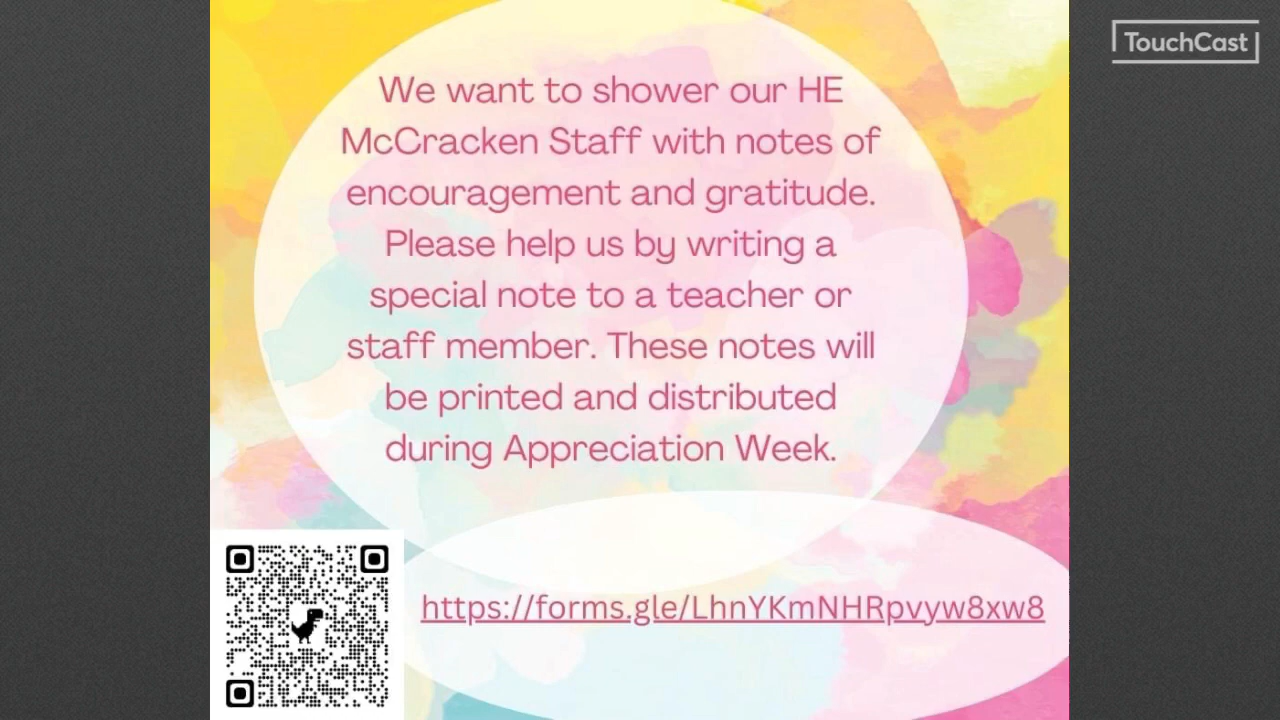 TouchCast
We want to shower our HE
McCracken Staff with notes of
encouragement and gratitude.
Please help us by writing a
special note to a teacher or
staff member. These notes will
be printed and distributed
during Appreciation Week.
https://forms.gle/LhnYKmNHRpvyw8xw8